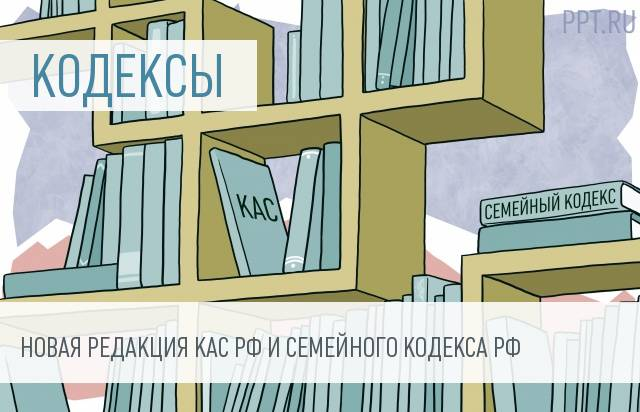 PPT.RU
КОДЕКСЫ
КАС
СЕМЕЙНЫЙ КОДЕКС
НОВАЯ РЕДАКЦИЯ КАС РФ И СЕМЕЙНОГО КОДЕКСА РФ